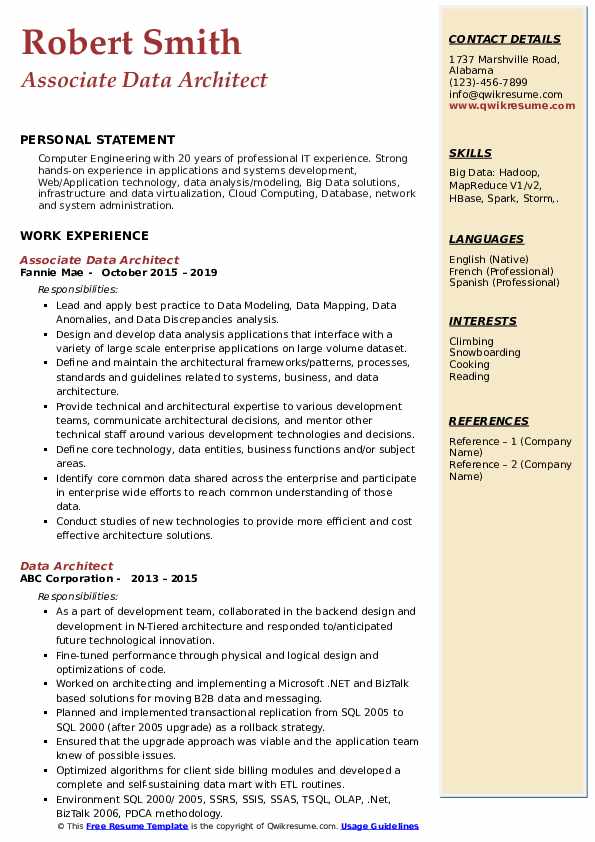 Robert Smith
Associate Data Architect
PERSONAL STATEMENT
Computer Engineering with 20 years of professional IT experience. Strong
hands-on experience in applications and systems development,
Web/Application technology, data analysis/modeling, Big Data solutions,
infrastructure and data virtualization, Cloud Computing, Database, network
and system administration.
WORK EXPERIENCE
Associate Data Architect
Fannie Mae - October 2015 – 2019
Responsibilities:
▪ Lead and apply best practice to Data Modeling, Data Mapping, Data
Anomalies, and Data Discrepancies analysis.
▪ Design and develop data analysis applications that interface with a
variety of large scale enterprise applications on large volume dataset.
▪ Define and maintain the architectural frameworks/patterns, processes,
standards and guidelines related to systems, business, and data
architecture.
▪ Provide technical and architectural expertise to various development
teams, communicate architectural decisions, and mentor other
technical staff around various development technologies and decisions.
▪ Define core technology, data entities, business functions and/or subject
areas.
▪ Identify core common data shared across the enterprise and participate
in enterprise wide efforts to reach common understanding of those
data.
▪ Conduct studies of new technologies to provide more efficient and cost
effective architecture solutions.
Data Architect
ABC Corporation - 2013 – 2015
Responsibilities:
▪ As a part of development team, collaborated in the backend design and
development in N-Tiered architecture and responded to/anticipated
future technological innovation.
▪ Fine-tuned performance through physical and logical design and
optimizations of code.
▪ Worked on architecting and implementing a Microsoft .NET and BizTalk
based solutions for moving B2B data and messaging.
▪ Planned and implemented transactional replication from SQL 2005 to
SQL 2000 (after 2005 upgrade) as a rollback strategy.
▪ Ensured that the upgrade approach was viable and the application team
knew of possible issues.
▪ Optimized algorithms for client side billing modules and developed a
complete and self-sustaining data mart with ETL routines.
▪ Environment SQL 2000/ 2005, SSRS, SSIS, SSAS, TSQL, OLAP, .Net,
BizTalk 2006, PDCA methodology.
© This Free Resume Template is the copyright of Qwikresume.com. Usage Guidelines
CONTACT DETAILS
1737 Marshville Road,
Alabama
(123)-456-7899
info@qwikresume.com
www.qwikresume.com
SKILLS
Big Data: Hadoop,
MapReduce V1/v2,
HBase, Spark, Storm,.
LANGUAGES
English (Native)
French (Professional)
Spanish (Professional)
INTERESTS
Climbing
Snowboarding
Cooking
Reading
REFERENCES
Reference – 1 (Company
Name)
Reference – 2 (Company
Name)